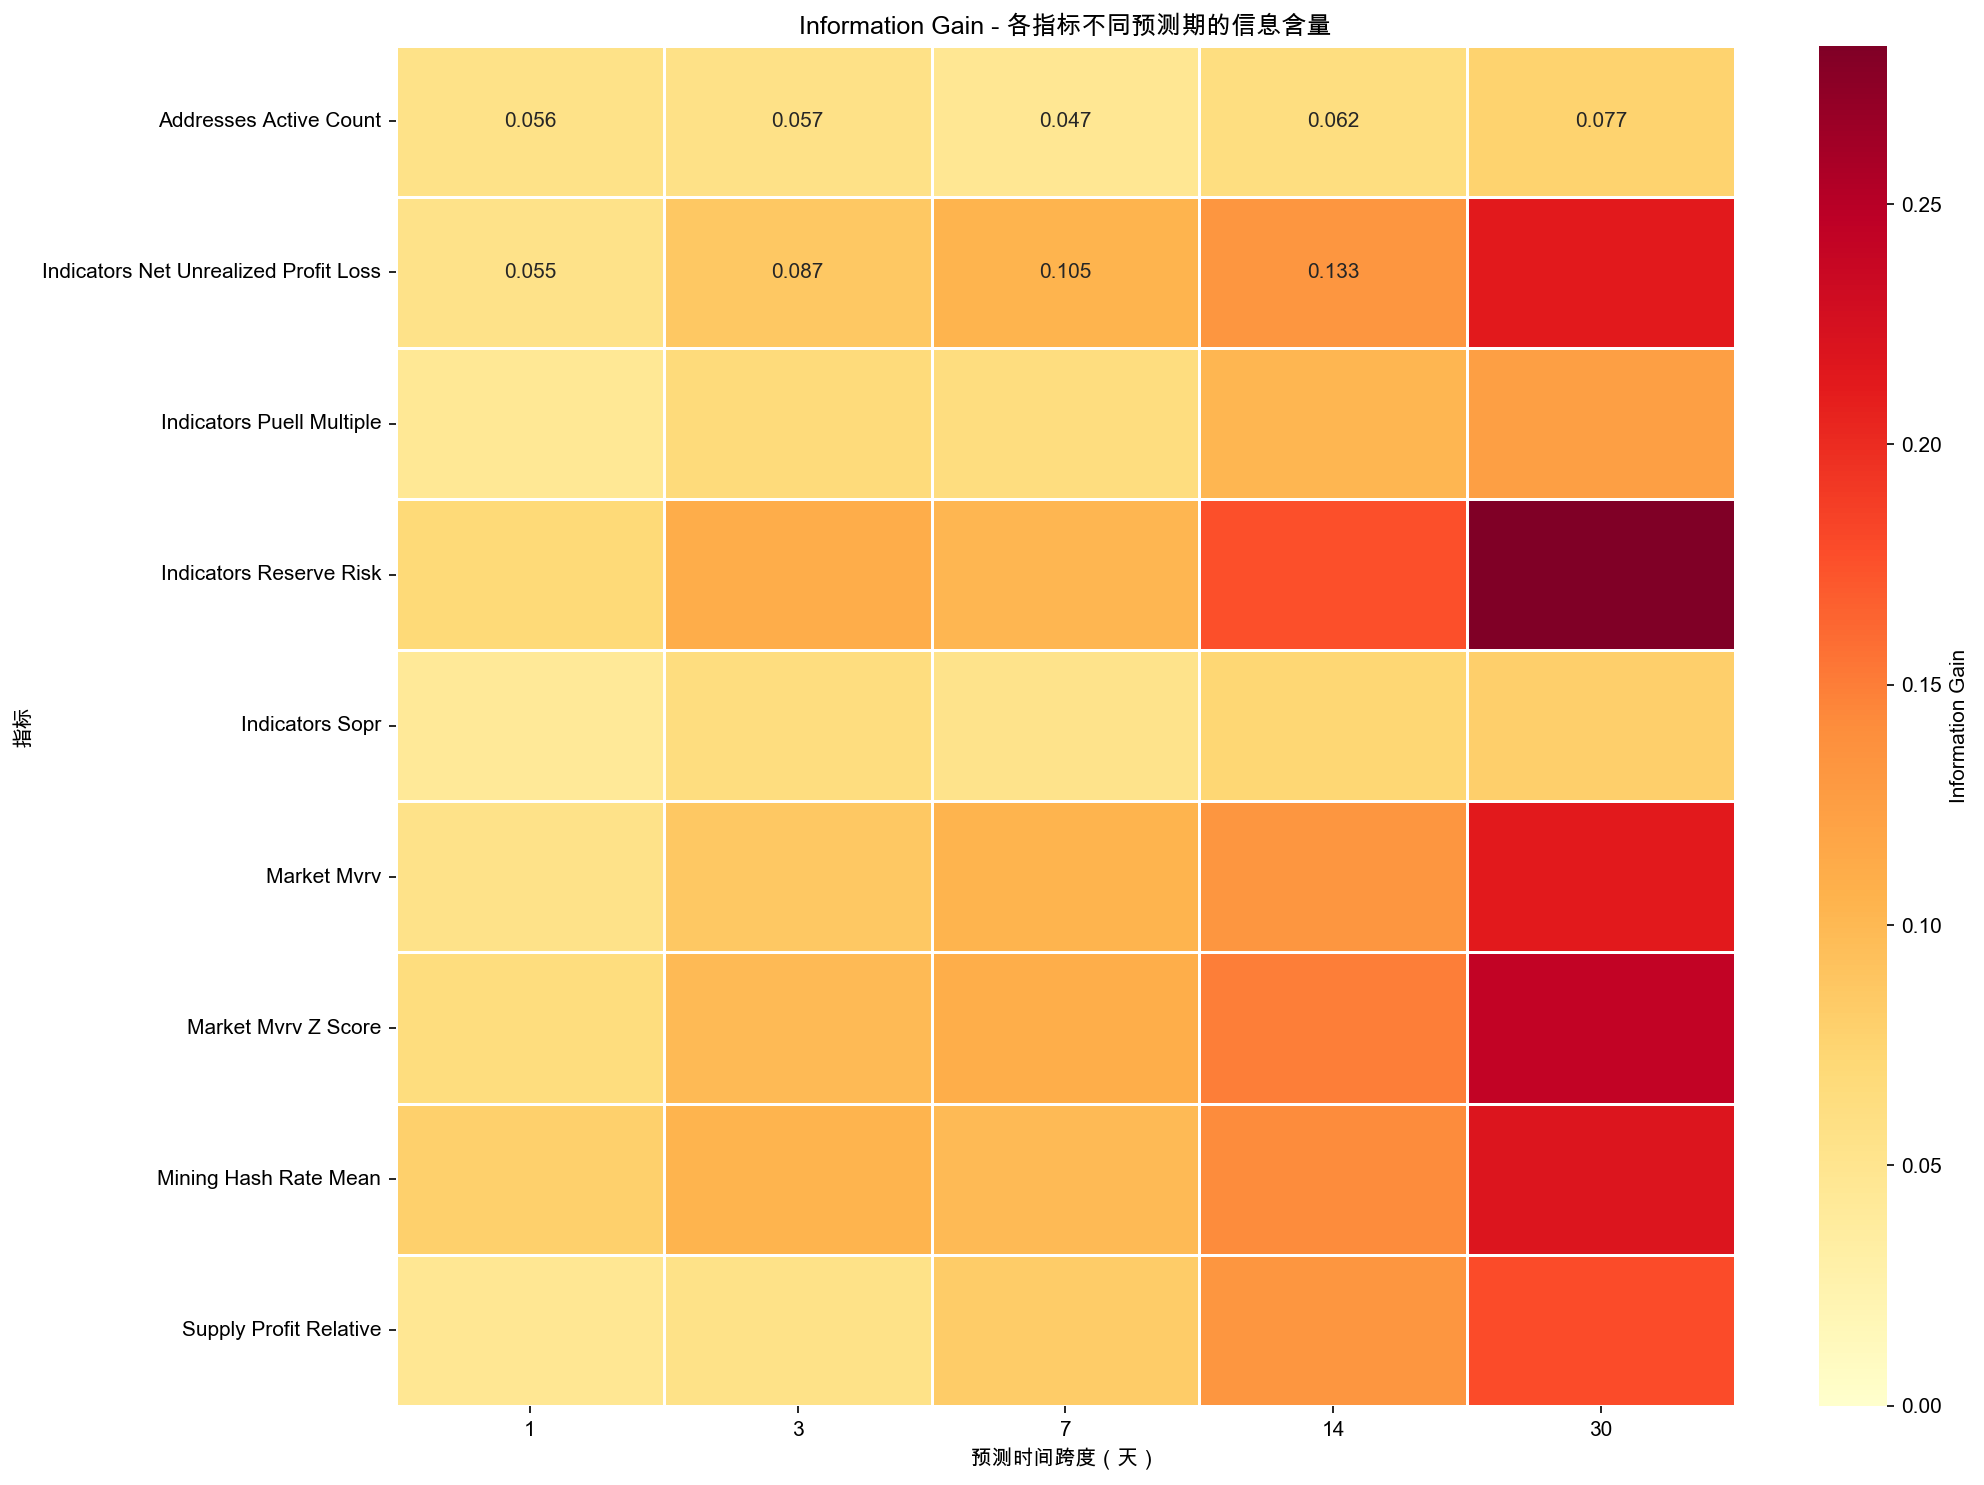 Information Gain - 各指标不同预测期的信息含量
指标
Addresses Active Count
0.056 0.057 0.047 0.062 0.077
Indicators Net Unrealized Profit Loss
0.055 0.087 0.105 0.133
Indicators Puell Multiple
Indicators Reserve Risk
Indicators Sopr
Market Mvrv
Market Mvrv Z Score
Mining Hash Rate Mean
Supply Profit Relative
1 3 7 14 30
预测时间跨度（天）
0.25
0.20
0.15
0.10
0.05
0.00
Information Gain